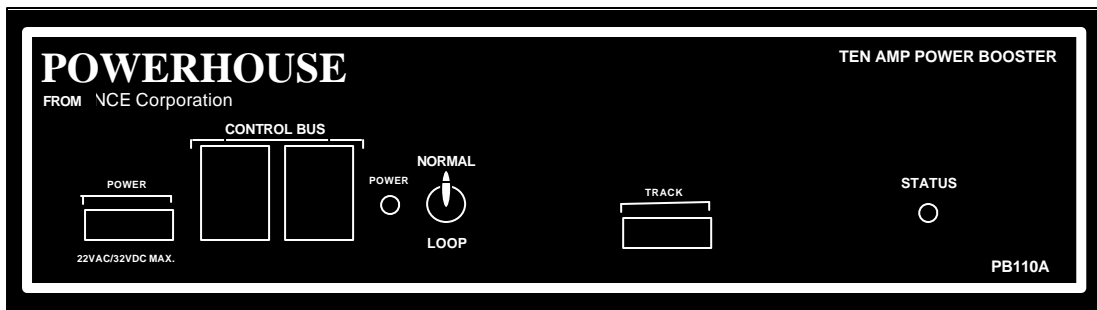 POWERHOUSE
TEN AMP POWER BOOSTER
FROM NCE Corporation
CONTROL BUS
NORMAL
POWER
POWER
TRACK
STATUS
LOOP
22VAC/32VDC MAX.
PB110A